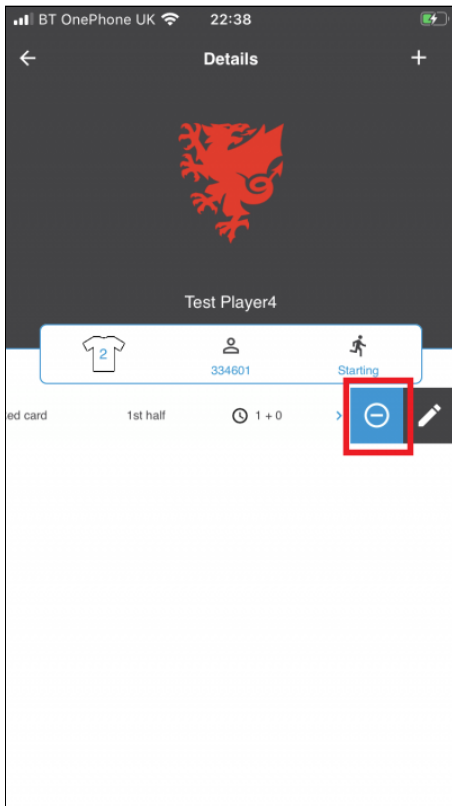 BT OnePhone UK 22:38
Details
Test Player4
2
334601 Starting
ed card 1st half 1 + 0